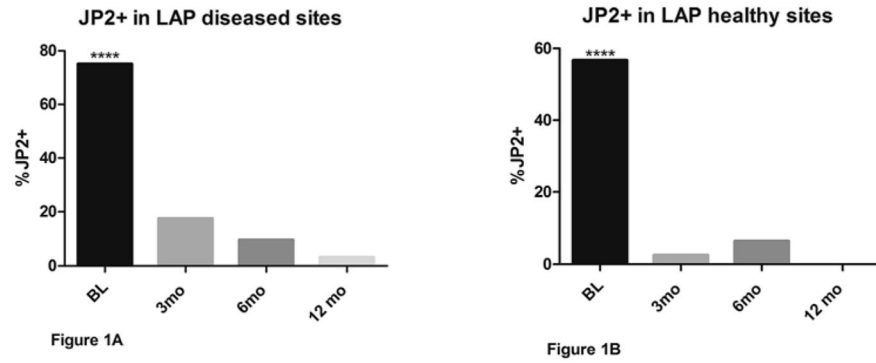 JP2+ in LAP diseased sites
80
60
40
20
0
%JP2+
****
BL
3mo
6mo
12 mo
Figure 1A
JP2+ in LAP healthy sites
60
40
20
0
%JP2+
****
BL
3mo
6mo
12 mo
Figure 1B